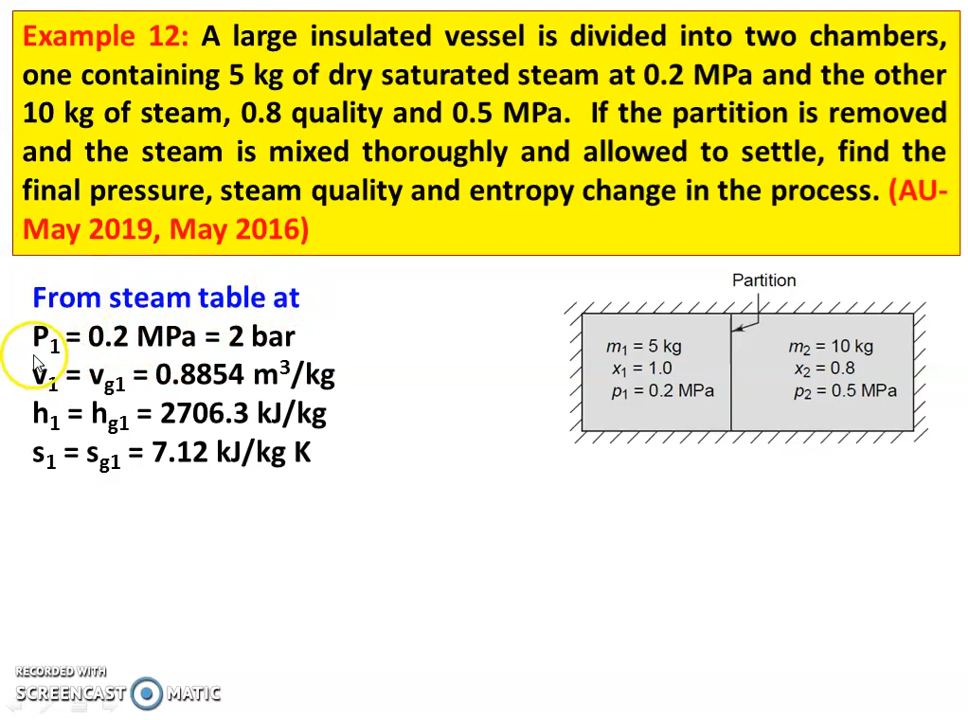 Example 12: A large insulated vessel is divided into two chambers,
one containing 5 kg of dry saturated steam at 0.2 MPa and the other
10 kg of steam, 0.8 quality and 0.5 MPa. If the partition is removed
and the steam is mixed thoroughly and allowed to settle, find the
final pressure, steam quality and entropy change in the process. (AU-
May 2019, May 2016)
From steam table at
P₁ = 0.2 MPa = 2 bar
v₁ = v_g1 = 0.8854 m³/kg
h₁ = h_g1 = 2706.3 kJ/kg
s₁ = s_g1 = 7.12 kJ/kg K
Partition
m₁ = 5 kg
x₁ = 1.0
p₁ = 0.2 MPa
m₂ = 10 kg
x₂ = 0.8
p₂ = 0.5 MPa
RECORDED WITH
SCREENCAST MATIC